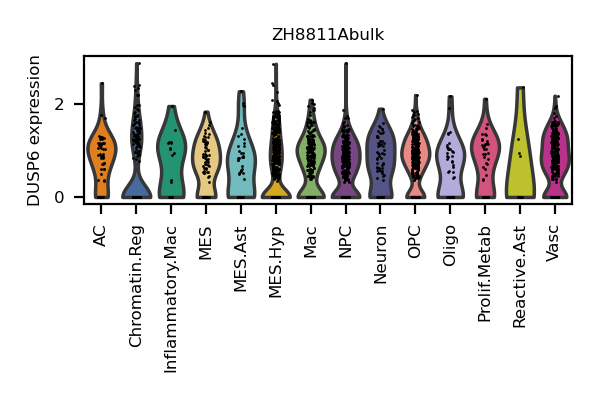 ZH8811Abulk
DUSP6 expression
2
0
AC
Chromatin.Reg
Inflammatory.Mac
MES
MES.Ast
MES.Hyp
Mac
NPC
Neuron
OPC
Oligo
Prolif.Metab
Reactive.Ast
Vasc